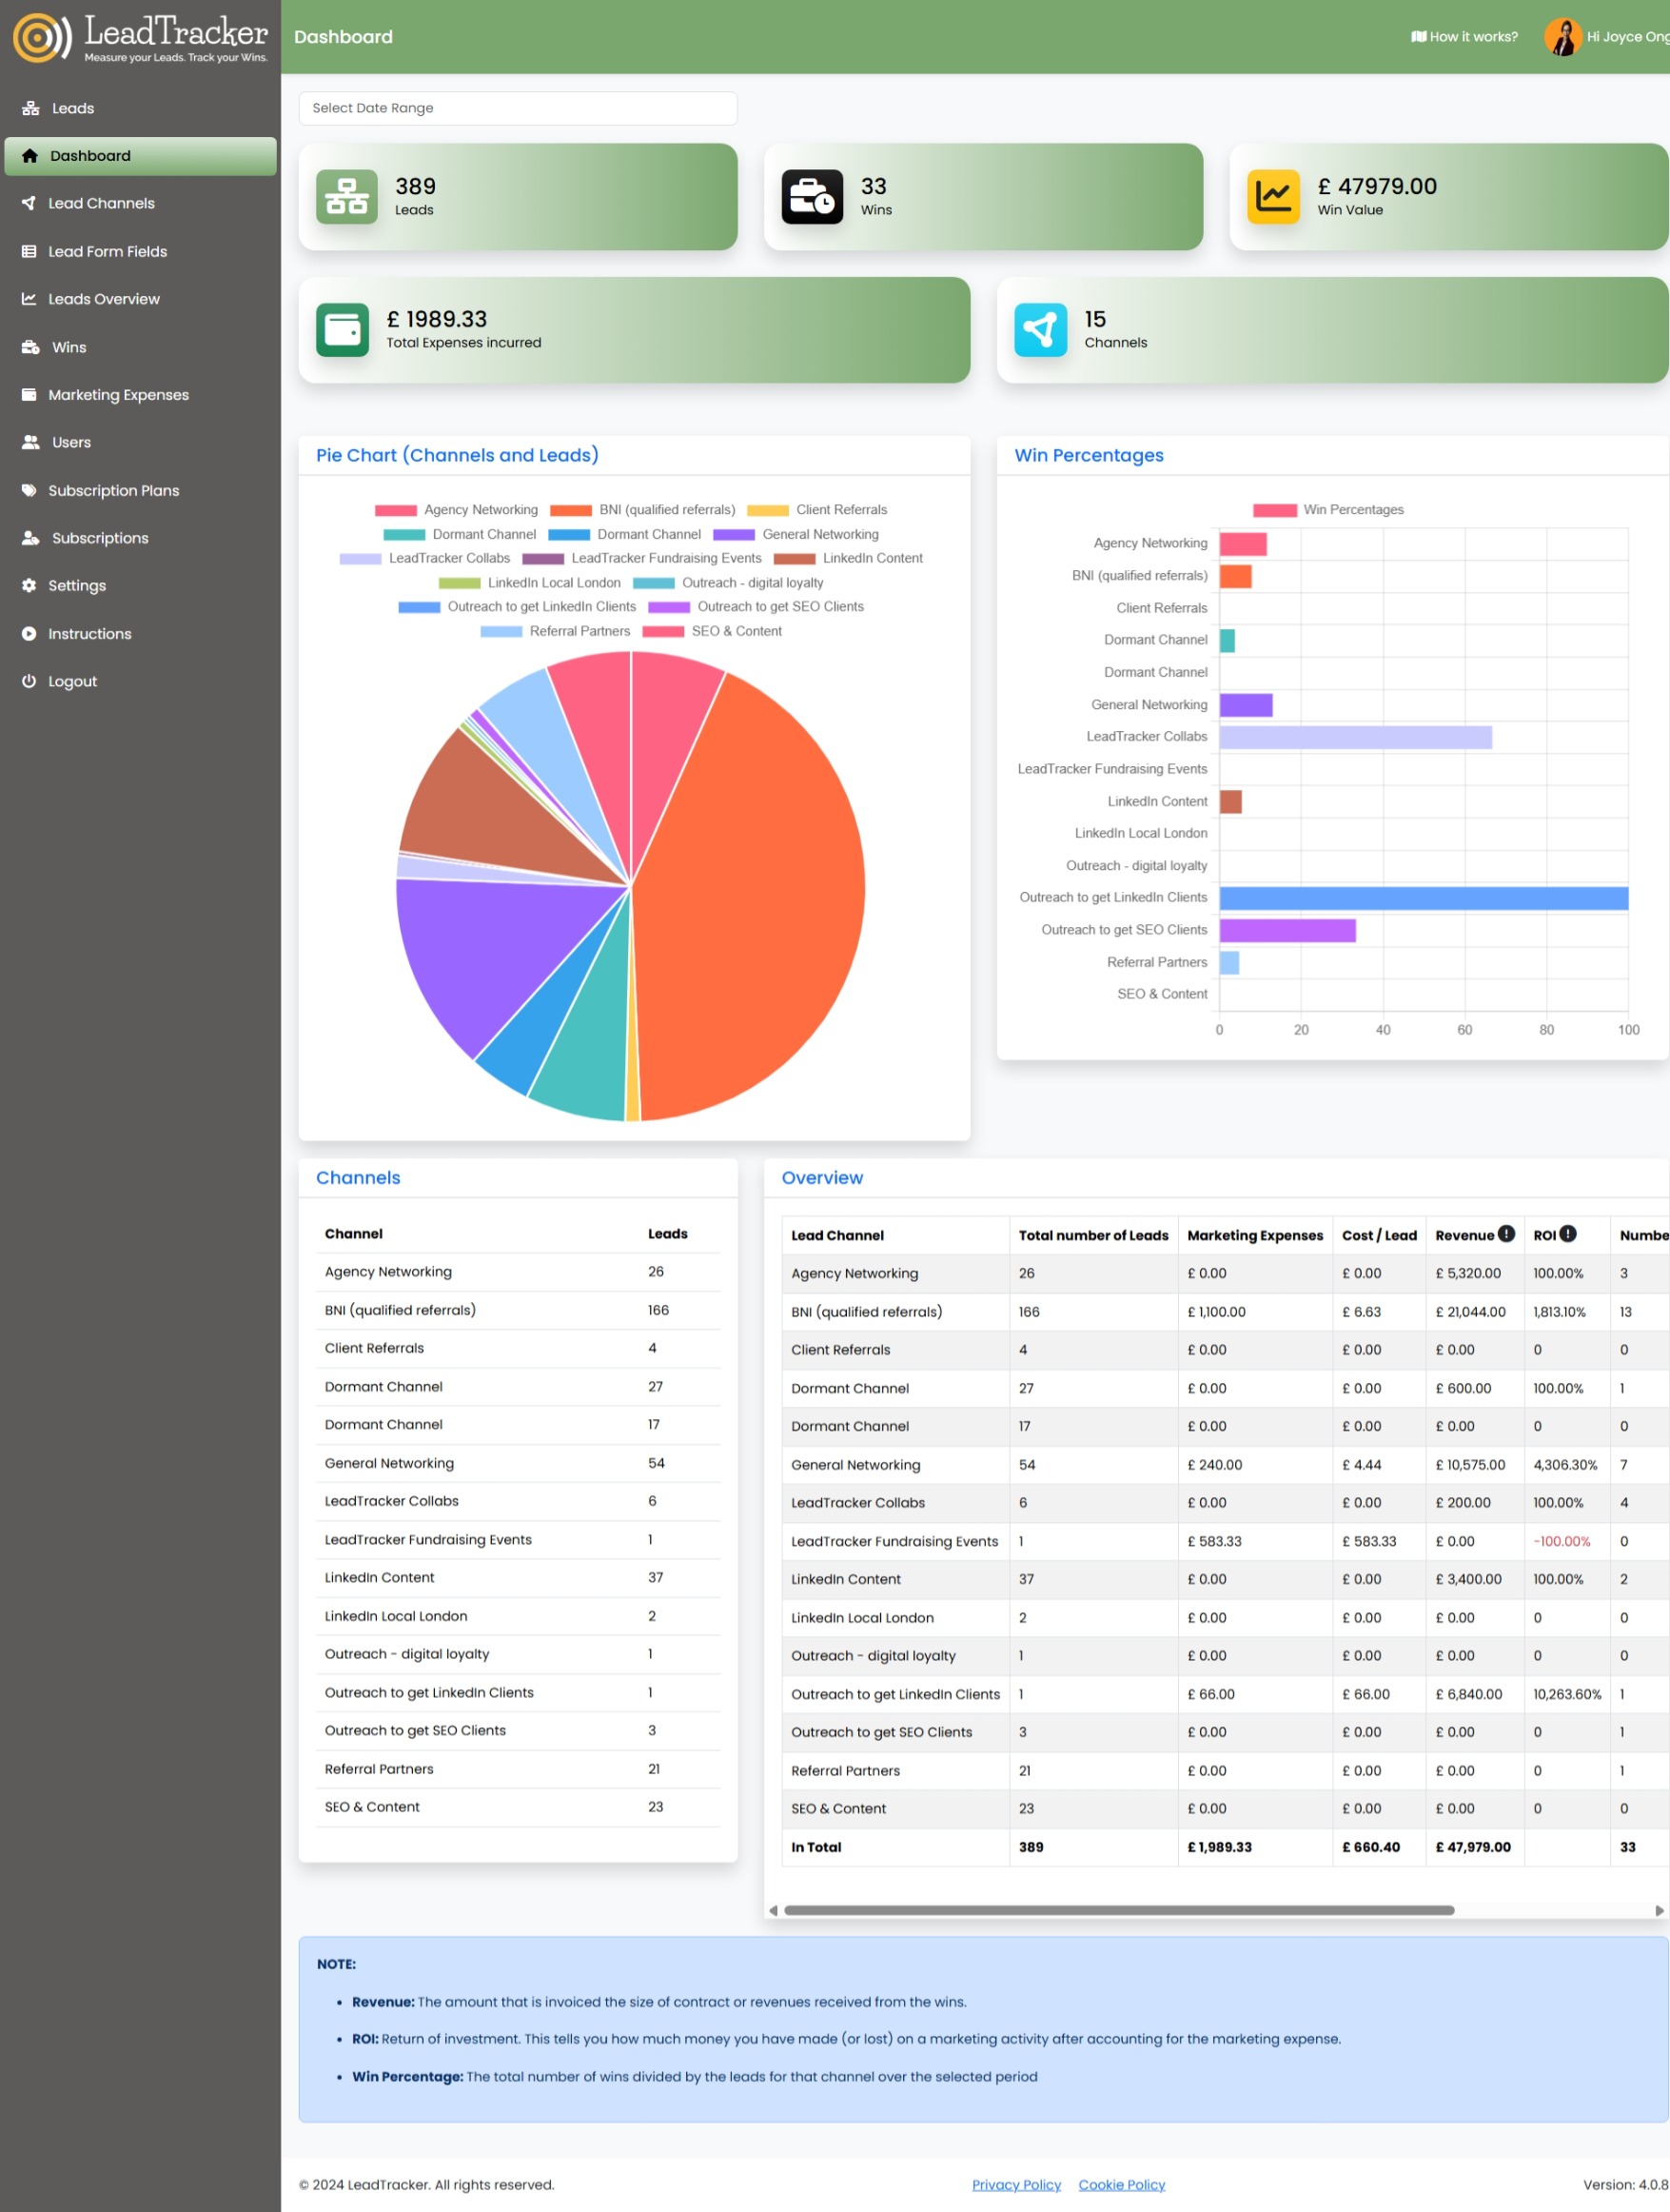 LeadTracker
Measure your Leads. Track your Wins.
Dashboard
How it works?
Hi Joyce Ong
Leads
Dashboard
Lead Channels
Lead Form Fields
Leads Overview
Wins
Marketing Expenses
Users
Subscription Plans
Subscriptions
Settings
Instructions
Logout
Select Date Range
389
Leads
33
Wins
£ 47979.00
Win Value
£ 1989.33
Total Expenses incurred
15
Channels
Pie Chart (Channels and Leads)
Agency Networking BNI (qualified referrals) Client Referrals
Dormant Channel Dormant Channel General Networking
LeadTracker Collabs LeadTracker Fundraising Events LinkedIn Content
LinkedIn Local London Outreach - digital loyalty
Outreach to get LinkedIn Clients Outreach to get SEO Clients
Referral Partners SEO & Content
Win Percentages
Win Percentages
Agency Networking
BNI (qualified referrals)
Client Referrals
Dormant Channel
Dormant Channel
General Networking
LeadTracker Collabs
LeadTracker Fundraising Events
LinkedIn Content
LinkedIn Local London
Outreach - digital loyalty
Outreach to get LinkedIn Clients
Outreach to get SEO Clients
Referral Partners
SEO & Content
0 20 40 60 80 100
Channels
Channel Leads
Agency Networking 26
BNI (qualified referrals) 166
Client Referrals 4
Dormant Channel 27
Dormant Channel 17
General Networking 54
LeadTracker Collabs 6
LeadTracker Fundraising Events 1
LinkedIn Content 37
LinkedIn Local London 2
Outreach - digital loyalty 1
Outreach to get LinkedIn Clients 1
Outreach to get SEO Clients 3
Referral Partners 21
SEO & Content 23
Overview
Lead Channel Total number of Leads Marketing Expenses Cost / Lead Revenue ROI Numbe
Agency Networking 26 £ 0.00 £ 0.00 £ 5,320.00 100.00% 3
BNI (qualified referrals) 166 £ 1,100.00 £ 6.63 £ 21,044.00 1,813.10% 13
Client Referrals 4 £ 0.00 £ 0.00 £ 0.00 0 0
Dormant Channel 27 £ 0.00 £ 0.00 £ 600.00 100.00% 1
Dormant Channel 17 £ 0.00 £ 0.00 £ 0.00 0 0
General Networking 54 £ 240.00 £ 4.44 £ 10,575.00 4,306.30% 7
LeadTracker Collabs 6 £ 0.00 £ 0.00 £ 200.00 100.00% 4
LeadTracker Fundraising Events 1 £ 583.33 £ 583.33 £ 0.00 -100.00% 0
LinkedIn Content 37 £ 0.00 £ 0.00 £ 3,400.00 100.00% 2
LinkedIn Local London 2 £ 0.00 £ 0.00 £ 0.00 0 0
Outreach - digital loyalty 1 £ 0.00 £ 0.00 £ 0.00 0 0
Outreach to get LinkedIn Clients 1 £ 66.00 £ 66.00 £ 6,840.00 10,263.60% 1
Outreach to get SEO Clients 3 £ 0.00 £ 0.00 £ 0.00 0 1
Referral Partners 21 £ 0.00 £ 0.00 £ 0.00 0 1
SEO & Content 23 £ 0.00 £ 0.00 £ 0.00 0 0
In Total 389 £ 1,989.33 £ 660.40 £ 47,979.00 33
NOTE:
• Revenue: The amount that is invoiced the size of contract or revenues received from the wins.
• ROI: Return of investment. This tells you how much money you have made (or lost) on a marketing activity after accounting for the marketing expense.
• Win Percentage: The total number of wins divided by the leads for that channel over the selected period
© 2024 LeadTracker. All rights reserved.
Privacy Policy Cookie Policy
Version: 4.0.8